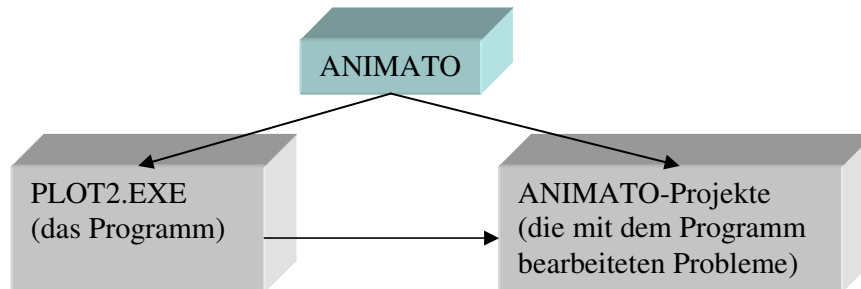 ANIMATO
PLOT2.EXE
(das Programm)
ANIMATO-Projekte
(die mit dem Programm
bearbeiteten Probleme)